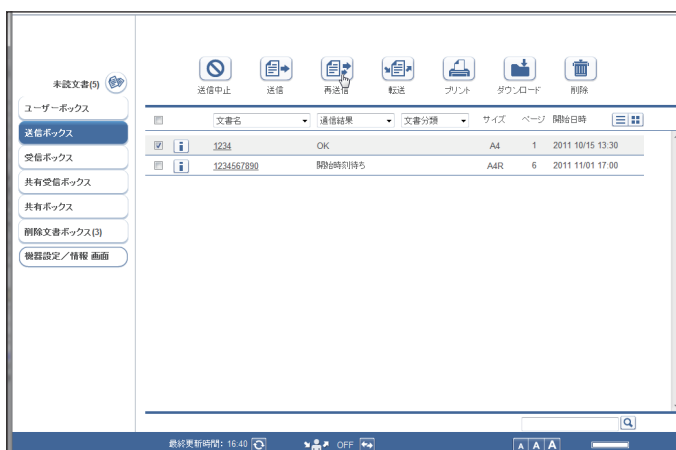 未読文書(5)
送信中止 送信 再送信 転送 プリント ダウンロード 削除
ユーザーボックス
送信ボックス
受信ボックス
共有受信ボックス
共有ボックス
削除文書ボックス(3)
機器設定／情報 画面
文書名 通信結果 文書分類 サイズ ページ 開始日時
i 1234 OK A4 1 2011 10/15 13:30
i 1234567890 開始時刻待ち A4R 6 2011 11/01 17:00
最終更新時間: 16:40 OFF A A A